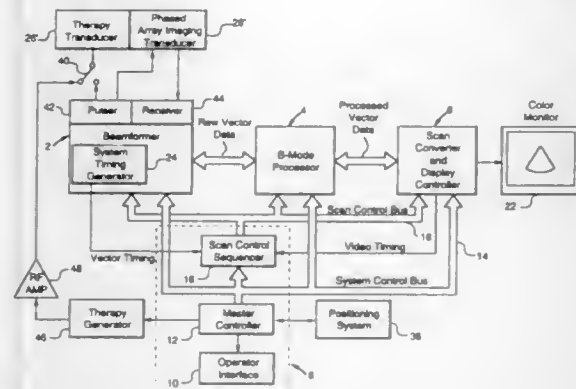 Therapy
Transducer
Phased
Array Imaging
Transducer
26'
28'
40
42
Pulser
Receiver
44
2
Beamformer
System
Timing
Generator
24
Raw Vector
Data
4
B-Mode
Processor
Processed
Vector
Data
8
Scan
Converter
and
Display
Controller
Color
Monitor
22
Scan Control Bus
18
Vector Timing
Scan Control
Sequencer
16
Video Timing
14
System Control Bus
RF
AMP
48
Therapy
Generator
46
Master
Controller
12
Positioning
System
36
Operator
Interface
10
6